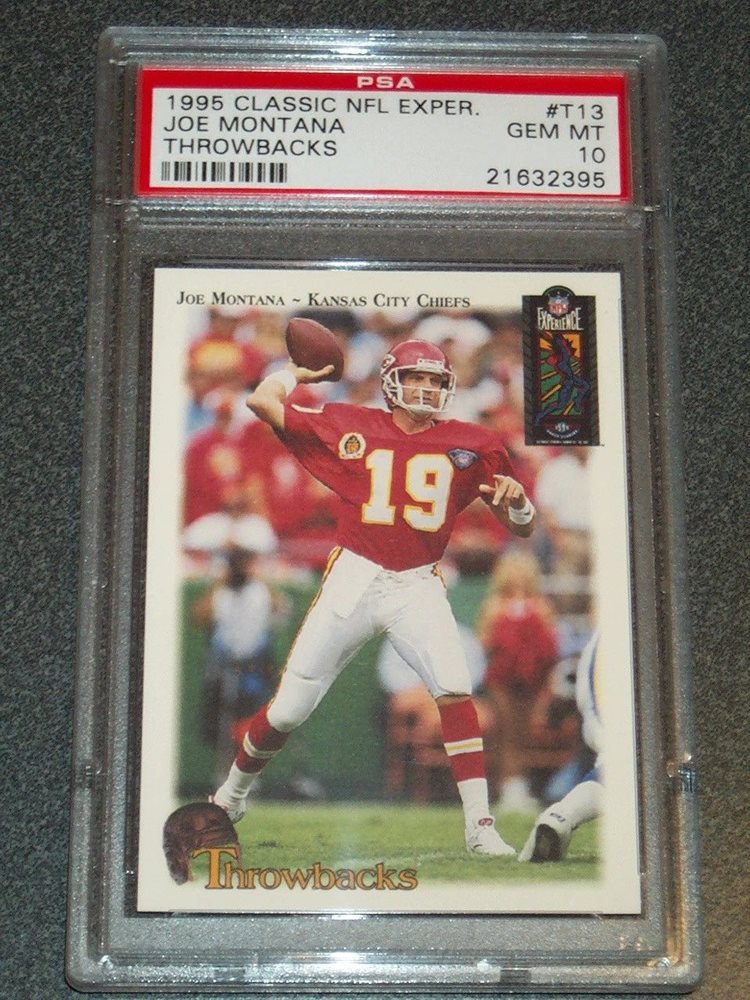 PSA
1995 CLASSIC NFL EXPER. #T13
JOE MONTANA GEM MT
THROWBACKS 10
21632395
JOE MONTANA ~ KANSAS CITY CHIEFS
NFL
EXPERIENCE
19
THROWBACKS